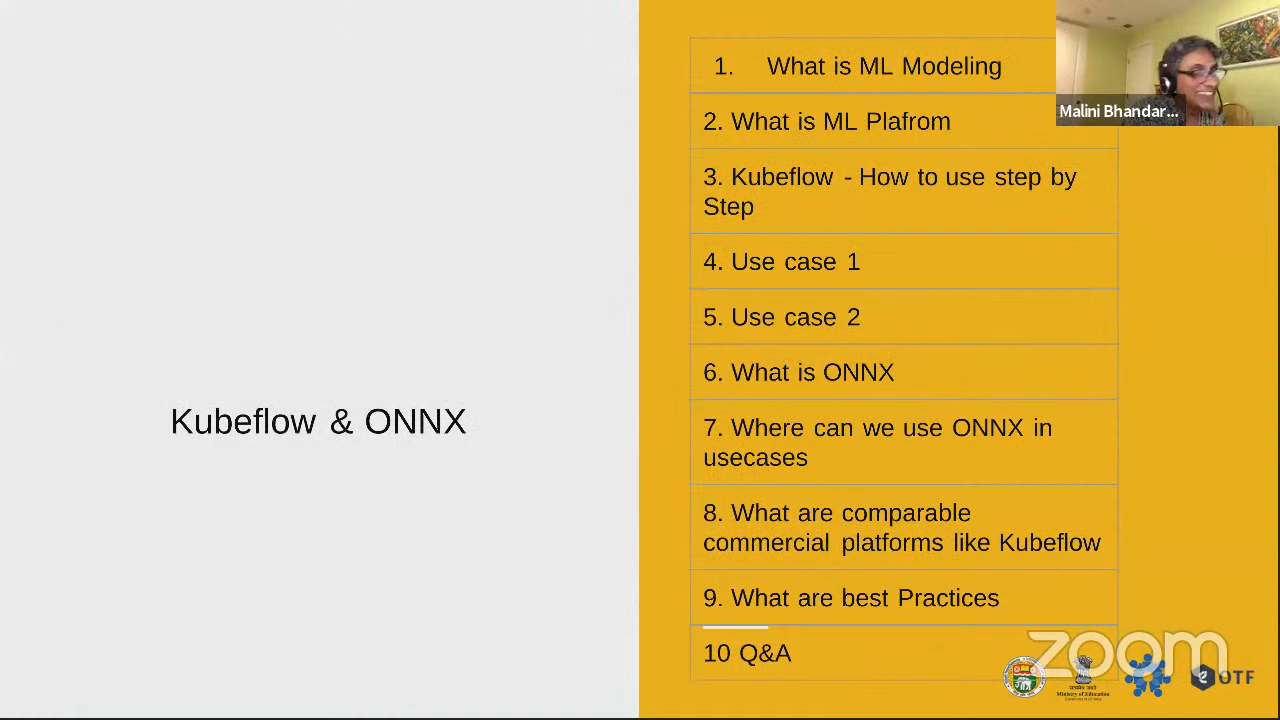 Kubeflow & ONNX
1. What is ML Modeling
2. What is ML Plafrom
3. Kubeflow - How to use step by
Step
4. Use case 1
5. Use case 2
6. What is ONNX
7. Where can we use ONNX in
usecases
8. What are comparable
commercial platforms like Kubeflow
9. What are best Practices
10 Q&A
Malini Bhandar...
zoom
Ministry of Education
OTF